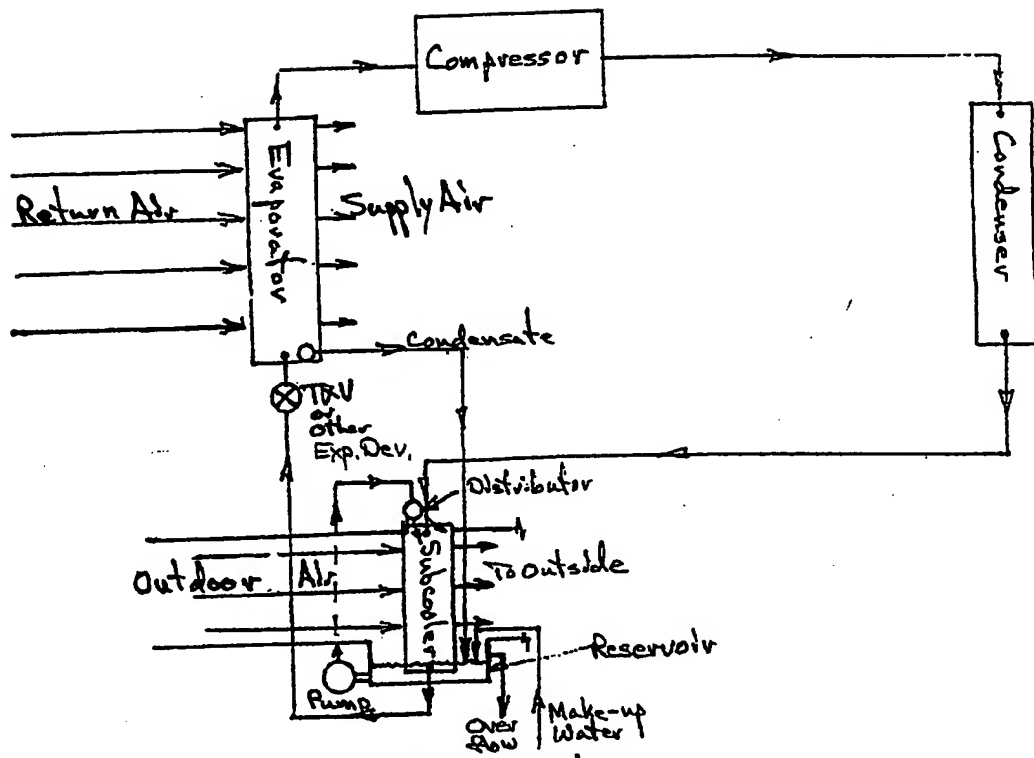 Compressor
Evaporator
Condenser
Return Air
Supply Air
Condensate
TXV
or
other
Exp. Dev.
Distributor
Subcooler
Outdoor Air
To Outside
Reservoir
Pump
Over
flow
Make-up
Water